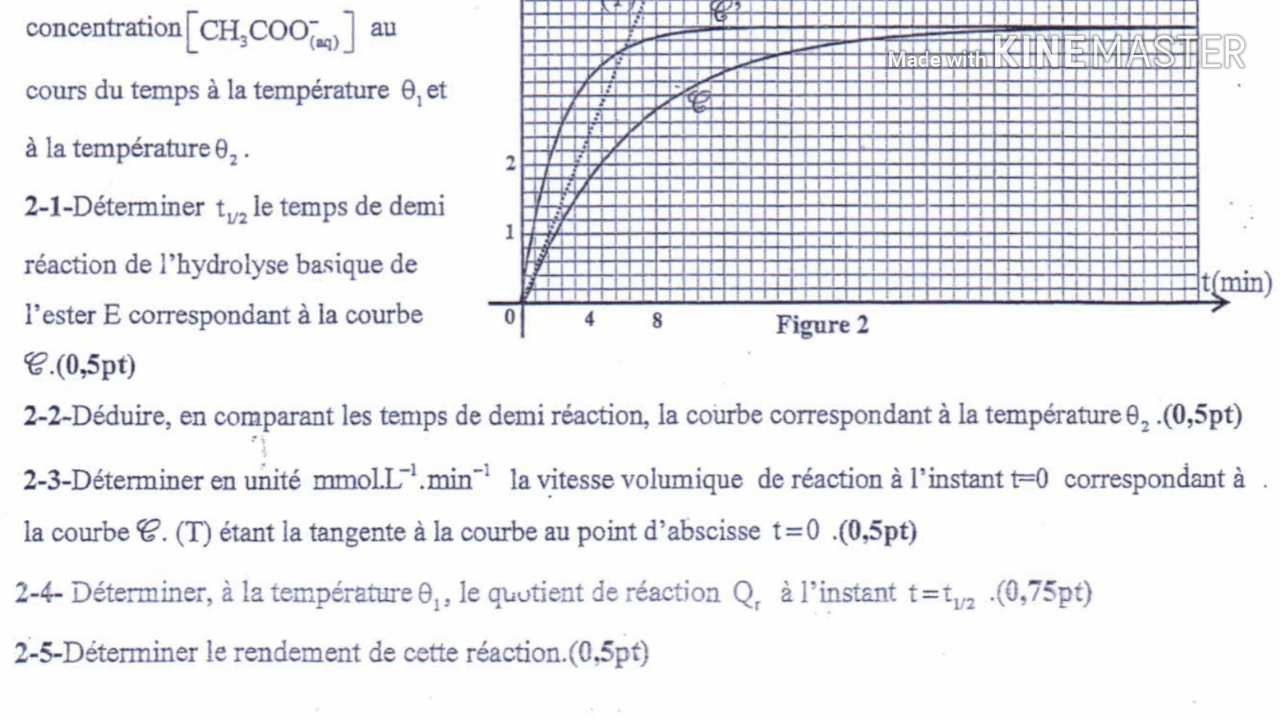 concentration [CH₃COO⁻(aq)] au
cours du temps à la température θ₁ et
à la température θ₂ .
2-1-Déterminer t₁/₂ le temps de demi
réaction de l'hydrolyse basique de
l'ester E correspondant à la courbe
𝒞.(0,5pt)
(T)
𝒞'
Made with KINEMASTER
𝒞
2
1
0 4 8
t(min)
Figure 2
2-2-Déduire, en comparant les temps de demi réaction, la courbe correspondant à la température θ₂ .(0,5pt)
2-3-Déterminer en unité mmol.L⁻¹.min⁻¹ la vitesse volumique de réaction à l'instant t=0 correspondant à
la courbe 𝒞. (T) étant la tangente à la courbe au point d'abscisse t=0 .(0,5pt)
2-4- Déterminer, à la température θ₁, le quotient de réaction Qᵣ à l'instant t=t₁/₂ .(0,75pt)
2-5-Déterminer le rendement de cette réaction.(0,5pt)